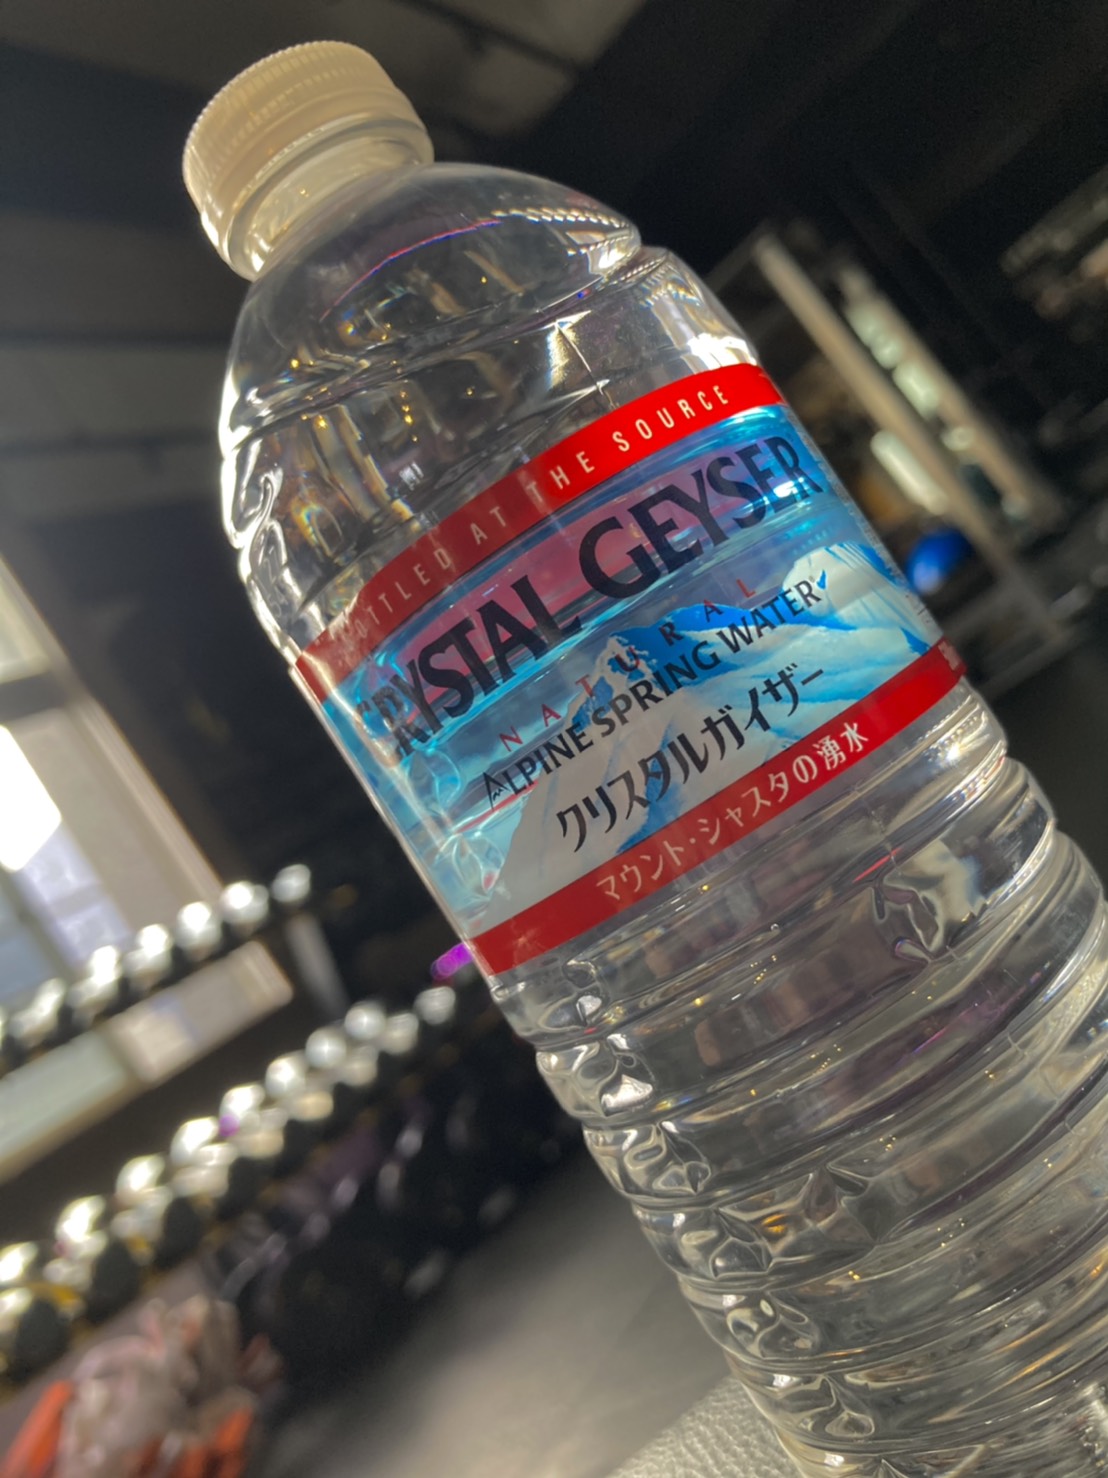 BOTTLED AT THE SOURCE
CRYSTAL GEYSER
NATURAL
ALPINE SPRING WATER
クリスタルガイザー
マウント・シャスタの湧水